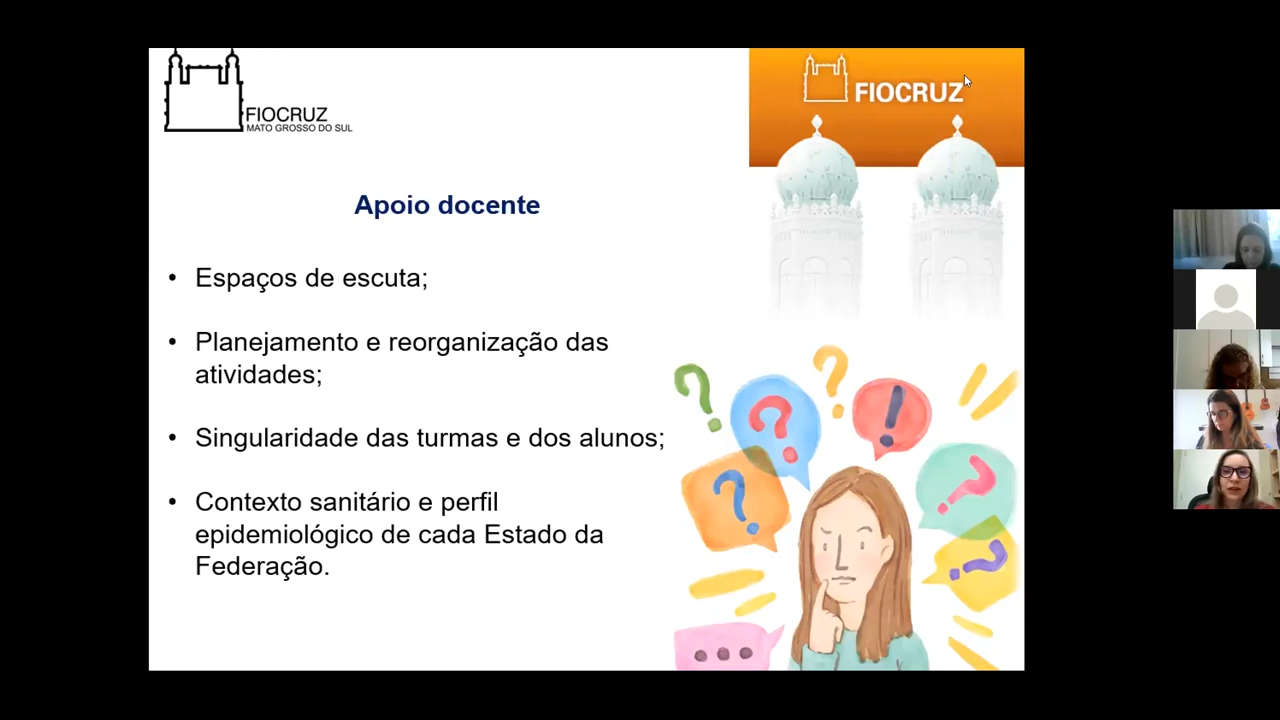 FIOCRUZ
MATO GROSSO DO SUL
FIOCRUZ
Apoio docente
• Espaços de escuta;
• Planejamento e reorganização das
atividades;
• Singularidade das turmas e dos alunos;
• Contexto sanitário e perfil
epidemiológico de cada Estado da
Federação.